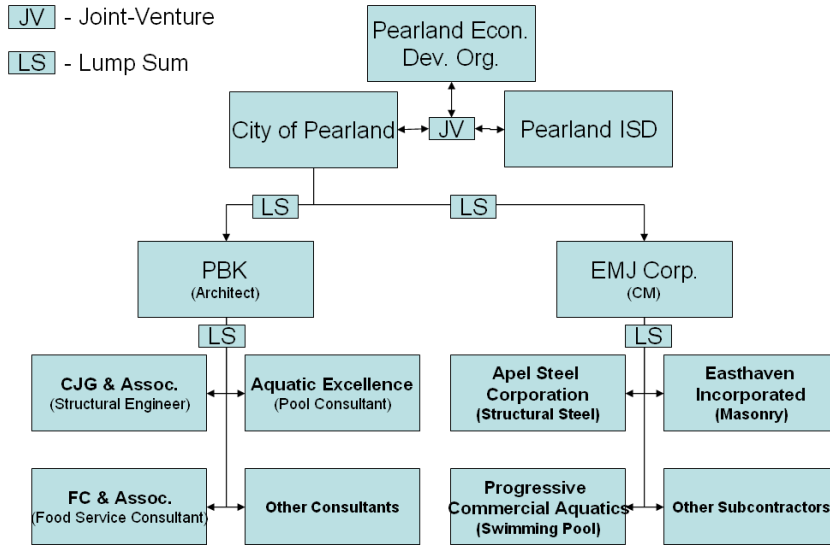 JV - Joint-Venture
LS - Lump Sum
Pearland Econ.
Dev. Org.
City of Pearland
JV
Pearland ISD
LS
LS
PBK
(Architect)
EMJ Corp.
(CM)
LS
LS
CJG & Assoc.
(Structural Engineer)
Aquatic Excellence
(Pool Consultant)
Apel Steel
Corporation
(Structural Steel)
Easthaven
Incorporated
(Masonry)
FC & Assoc.
(Food Service Consultant)
Other Consultants
Progressive
Commercial Aquatics
(Swimming Pool)
Other Subcontractors